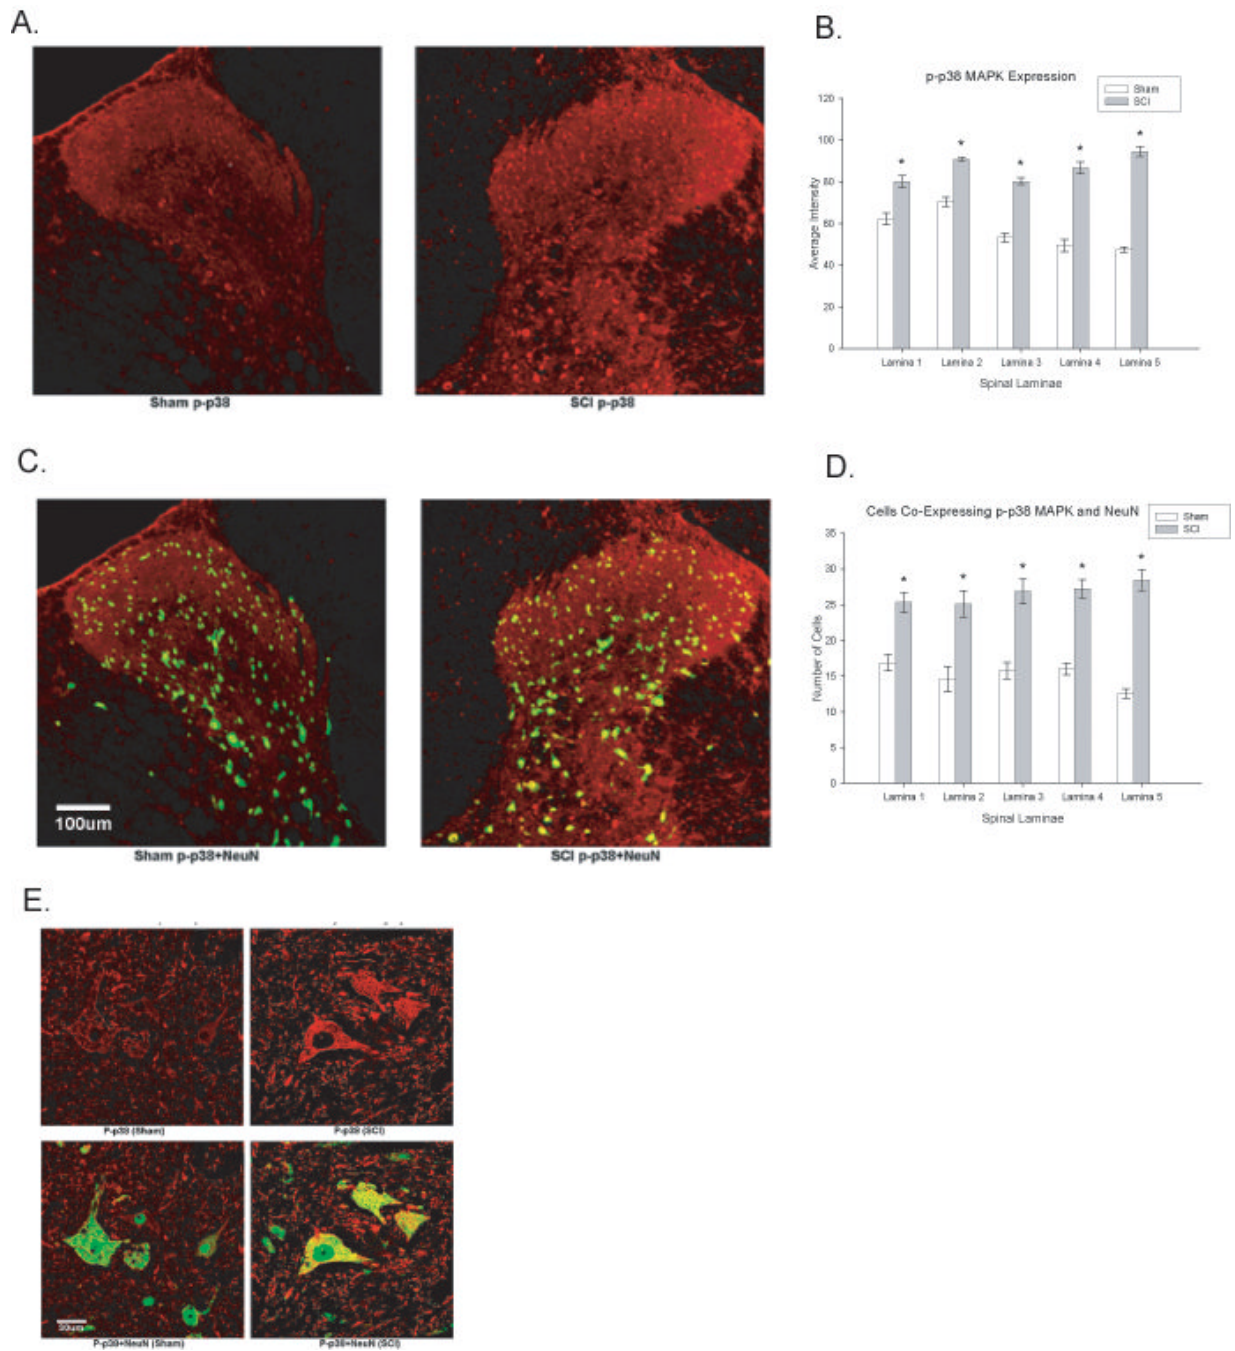 A.
Sham p-p38
SCI p-p38
B.
p-p38 MAPK Expression
Sham
SCI
120
100
80
60
40
20
0
Average Intensity
Lamina 1 Lamina 2 Lamina 3 Lamina 4 Lamina 5
Spinal Laminae
* * * * *
C.
100um
Sham p-p38+NeuN
SCI p-p38+NeuN
D.
Cells Co-Expressing p-p38 MAPK and NeuN
Sham
SCI
35
30
25
20
15
10
5
0
Number of Cells
Lamina 1 Lamina 2 Lamina 3 Lamina 4 Lamina 5
Spinal Laminae
* * * * *
E.
P-p38 (Sham)
P-p38 (SCI)
30um
P-p38+NeuN (Sham)
P-p38+NeuN (SCI)